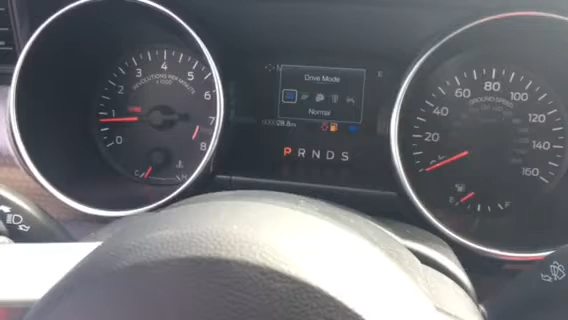 0 1 2 3 4 5 6 7 8
REVOLUTIONS PER MINUTE
x1000
C H
N
E
Drive Mode
Normal
P R N D S
20 40 60 80 100 120 140 160
GROUND SPEED
E F